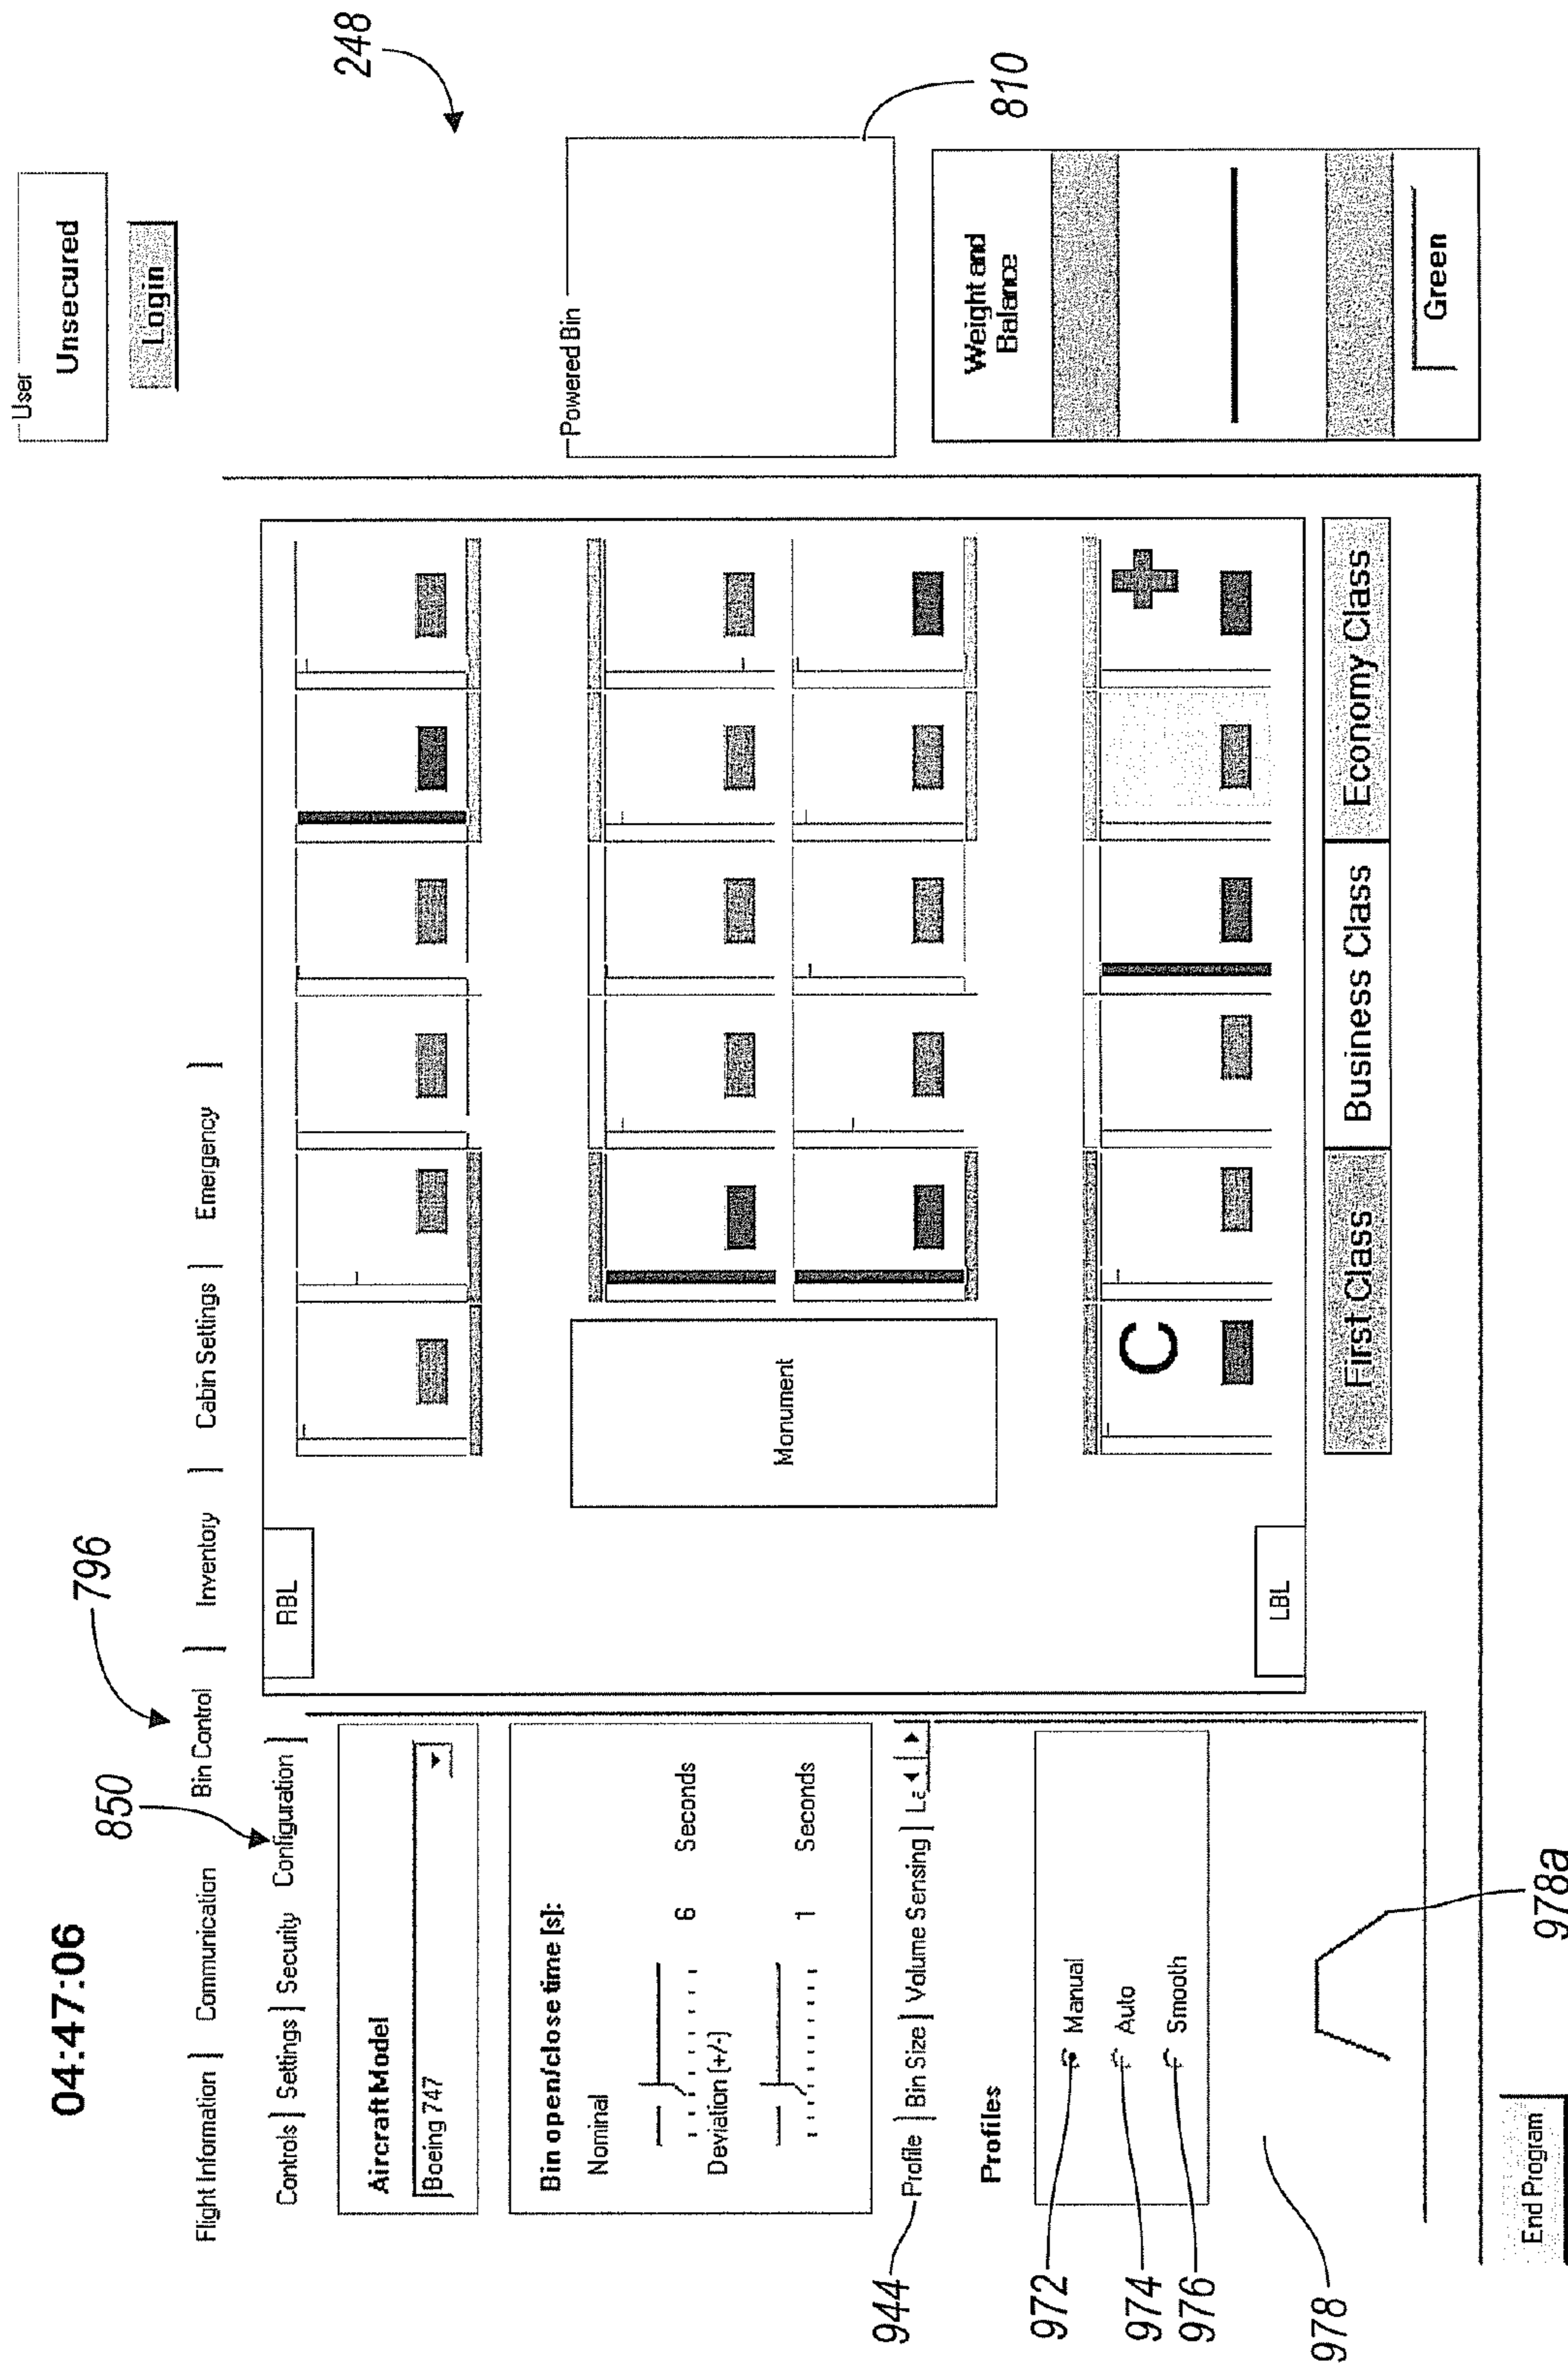 04:47:06
User
Unsecured
Login
248
796
850
Flight Information
Communication
Bin Control
Inventory
Cabin Settings
Emergency
Controls
Settings
Security
Configuration
Aircraft Model
Boeing 747
Bin open/close time [s]:
Nominal
6 Seconds
Deviation (+/-)
1 Seconds
944
Profile
Bin Size
Volume Sensing
Profiles
972
Manual
974
Auto
976
Smooth
978
978a
End Program
RBL
Monument
C
LBL
First Class
Business Class
Economy Class
Powered Bin
810
Weight and
Balance
Green